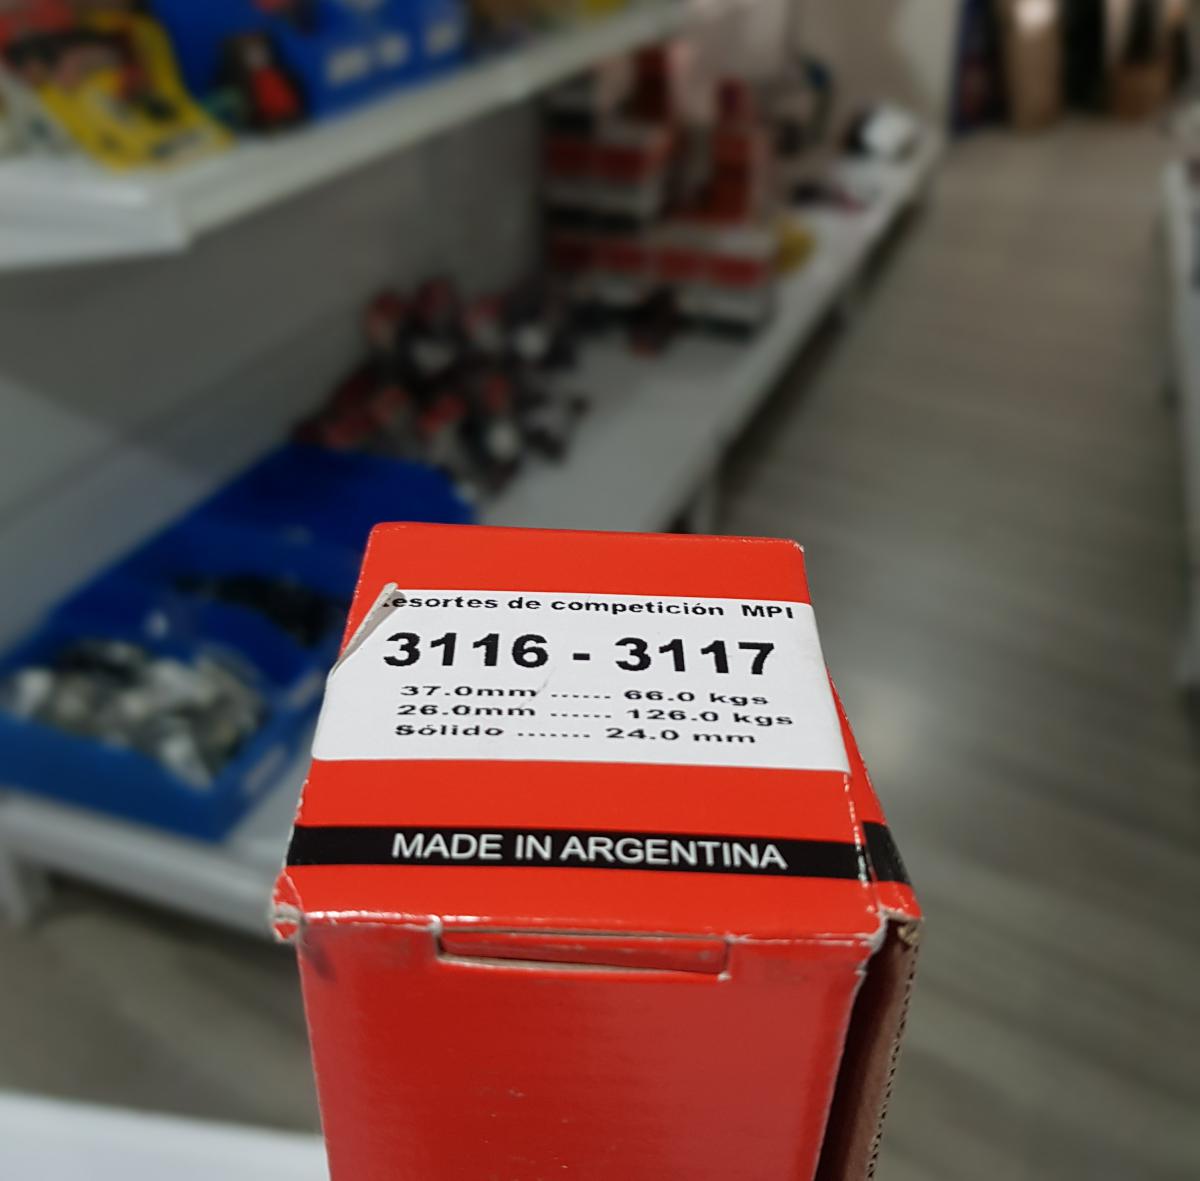 Resortes de competición MPI
3116 - 3117
37.0mm ...... 66.0 kgs
26.0mm ...... 126.0 kgs
Sólido ....... 24.0 mm
MADE IN ARGENTINA